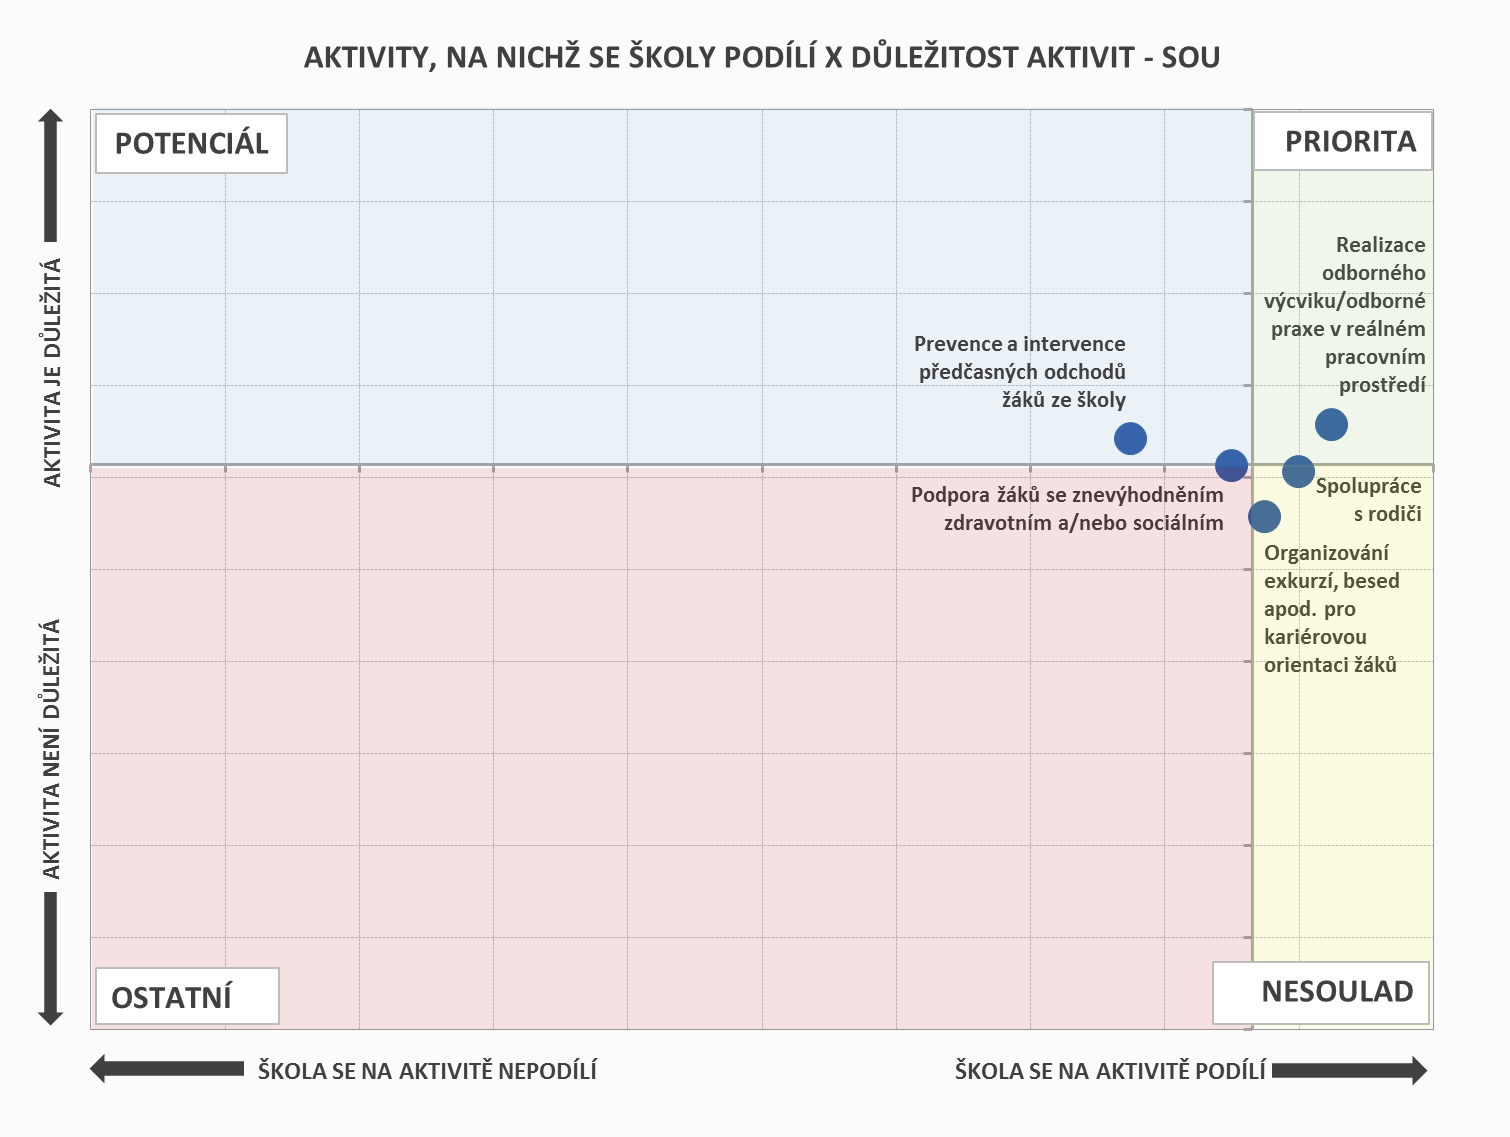 AKTIVITY, NA NICHŽ SE ŠKOLY PODÍLÍ X DŮLEŽITOST AKTIVIT - SOU
POTENCIÁL
PRIORITA
AKTIVITA JE DŮLEŽITÁ
Realizace
odborného
výcviku/odborné
praxe v reálném
pracovním
prostředí
Prevence a intervence
předčasných odchodů
žáků ze školy
Podpora žáků se znevýhodněním
zdravotním a/nebo sociálním
Spolupráce
s rodiči
Organizování
exkurzí, besed
apod. pro
kariérovou
orientaci žáků
AKTIVITA NENÍ DŮLEŽITÁ
OSTATNÍ
NESOULAD
ŠKOLA SE NA AKTIVITĚ NEPODÍLÍ
ŠKOLA SE NA AKTIVITĚ PODÍLÍ